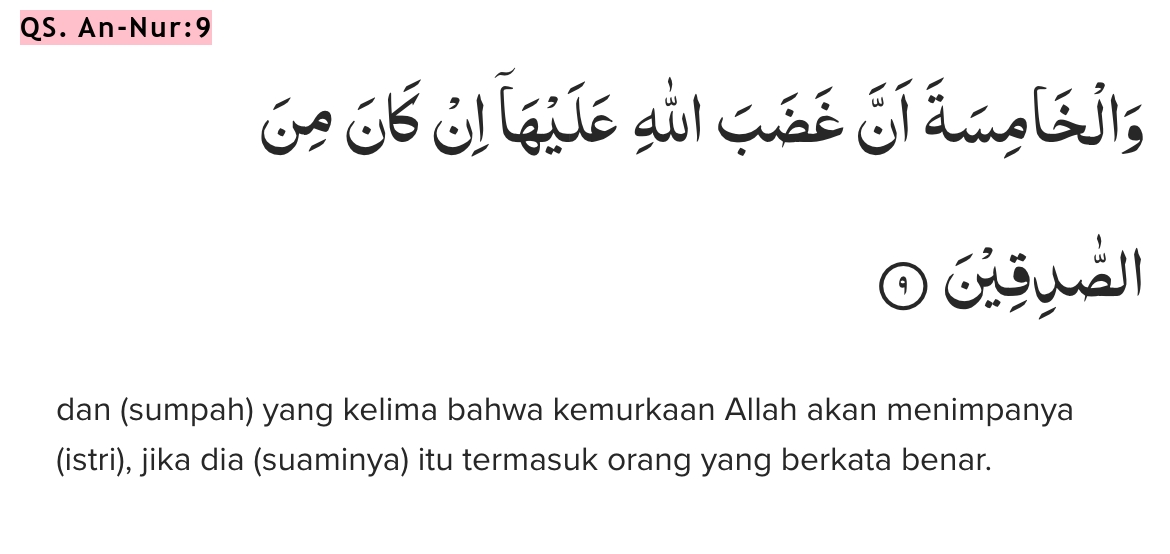 QS. An-Nur:9
وَالْخَامِسَةَ اَنَّ غَضَبَ اللّٰهِ عَلَيْهَآ اِنْ كَانَ مِنَ
الصّٰدِقِيْنَ ٩
dan (sumpah) yang kelima bahwa kemurkaan Allah akan menimpanya
(istri), jika dia (suaminya) itu termasuk orang yang berkata benar.